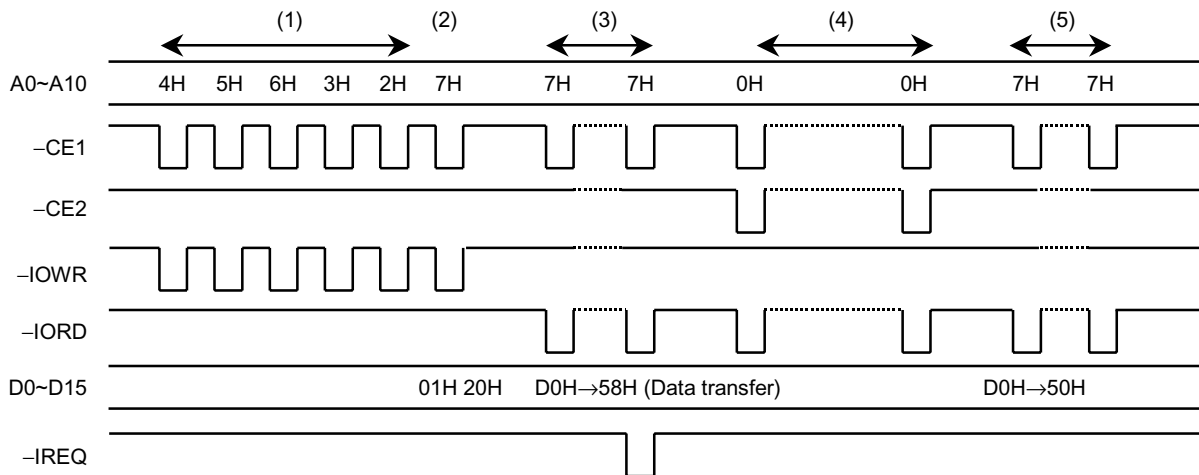 (1) (2) (3) (4) (5)
A0~A10 4H 5H 6H 3H 2H 7H 7H 7H 0H 0H 7H 7H
–CE1
–CE2
–IOWR
–IORD
D0~D15 01H 20H D0H→58H (Data transfer) D0H→50H
–IREQ